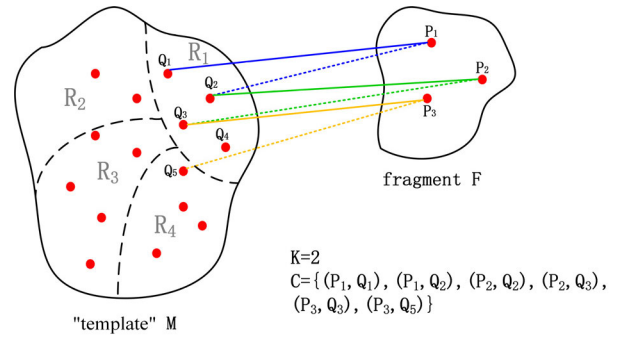 R₁
P₁
Q₁
P₂
R₂
Q₂
P₃
Q₃
Q₄
R₃
Q₅
fragment F
R₄
K=2
C={(P₁,Q₁),(P₁,Q₂),(P₂,Q₂),(P₂,Q₃),
(P₃,Q₃),(P₃,Q₅)}
"template" M